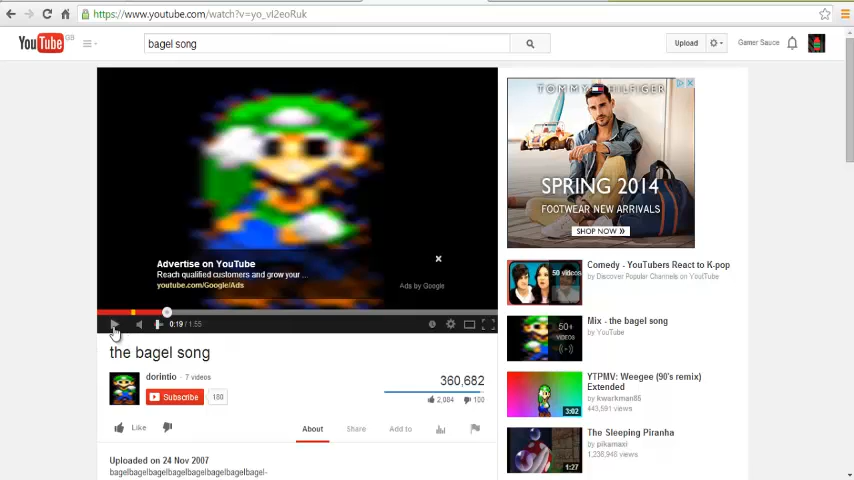 https://www.youtube.com/watch?v=yo_vI2eoRuk
YouTube GB
bagel song
Upload
Gamer Sauce
TOMMY HILFIGER
SPRING 2014
FOOTWEAR NEW ARRIVALS
SHOP NOW »
Advertise on YouTube
Reach qualified customers and grow your ...
youtube.com/Google/Ads
Ads by Google
0:19 / 1:55
the bagel song
dorintio · 7 videos
Subscribe 180
360,682
2,084 100
Like
About Share Add to
Uploaded on 24 Nov 2007
bagelbagelbagelbagelbagelbagelbagel-
50 videos
Comedy - YouTubers React to K-pop
by Discover Popular Channels on YouTube
50+
VIDEOS
Mix - the bagel song
by YouTube
3:02
YTPMV: Weegee (90's remix)
Extended
by kwarkman65
443,591 views
1:27
The Sleeping Piranha
by pikamaxi
1,238,948 views